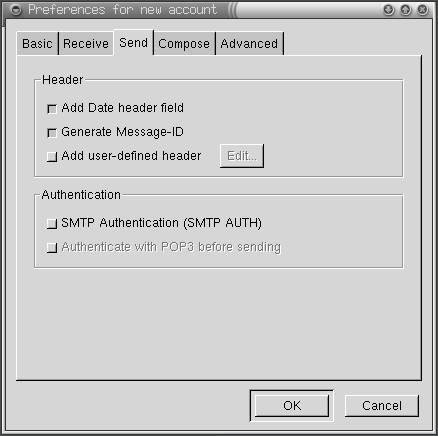 Preferences for new account
Basic Receive Send Compose Advanced
Header
Add Date header field
Generate Message-ID
Add user-defined header Edit...
Authentication
SMTP Authentication (SMTP AUTH)
Authenticate with POP3 before sending
OK Cancel